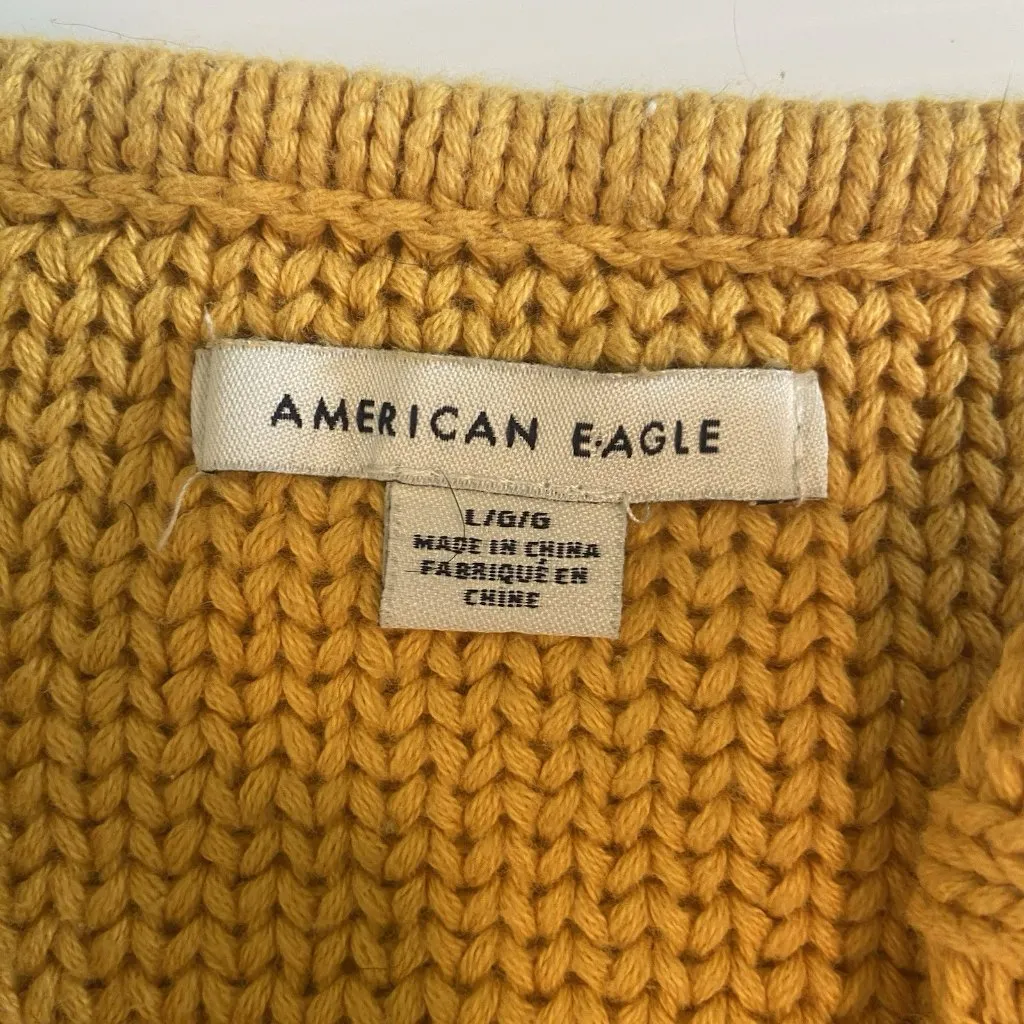 AMERICAN EAGLE
L/G/G
MADE IN CHINA
FABRIQUÉ EN
CHINE